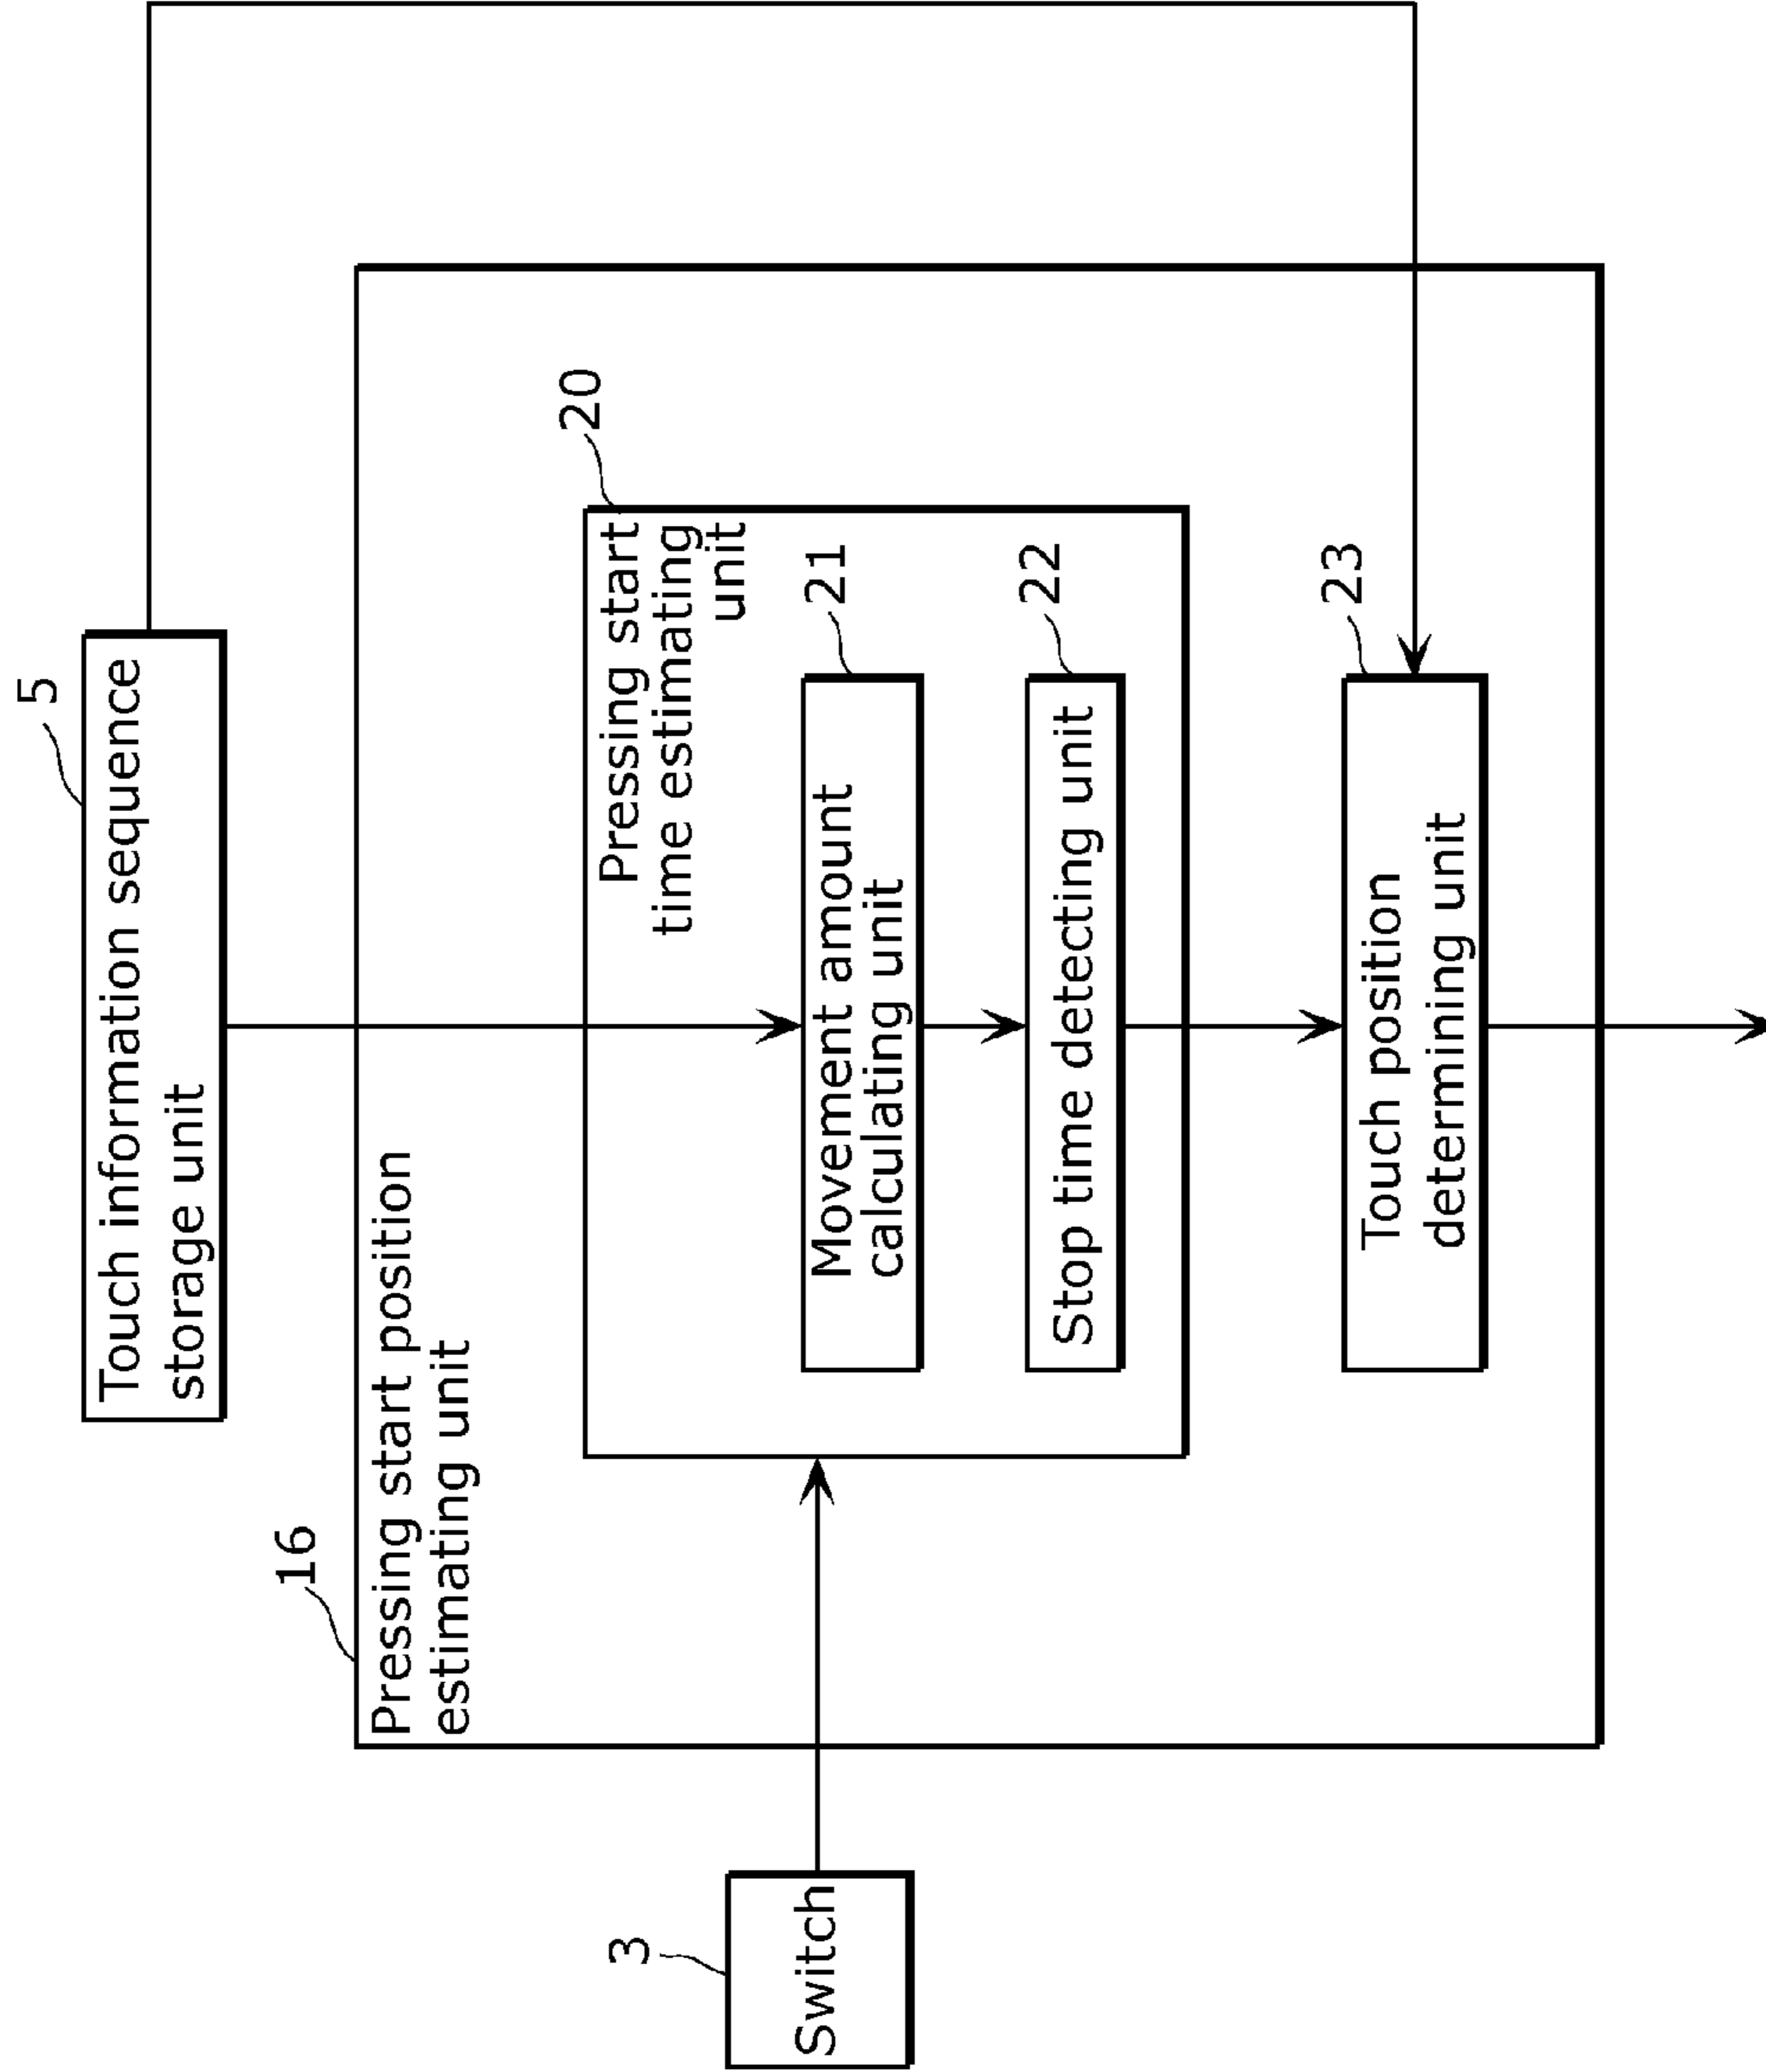 5
Touch information sequence
storage unit
16
Pressing start position
estimating unit
20
Pressing start
time estimating
unit
3
Switch
21
Movement amount
calculating unit
22
Stop time detecting unit
23
Touch position
determining unit